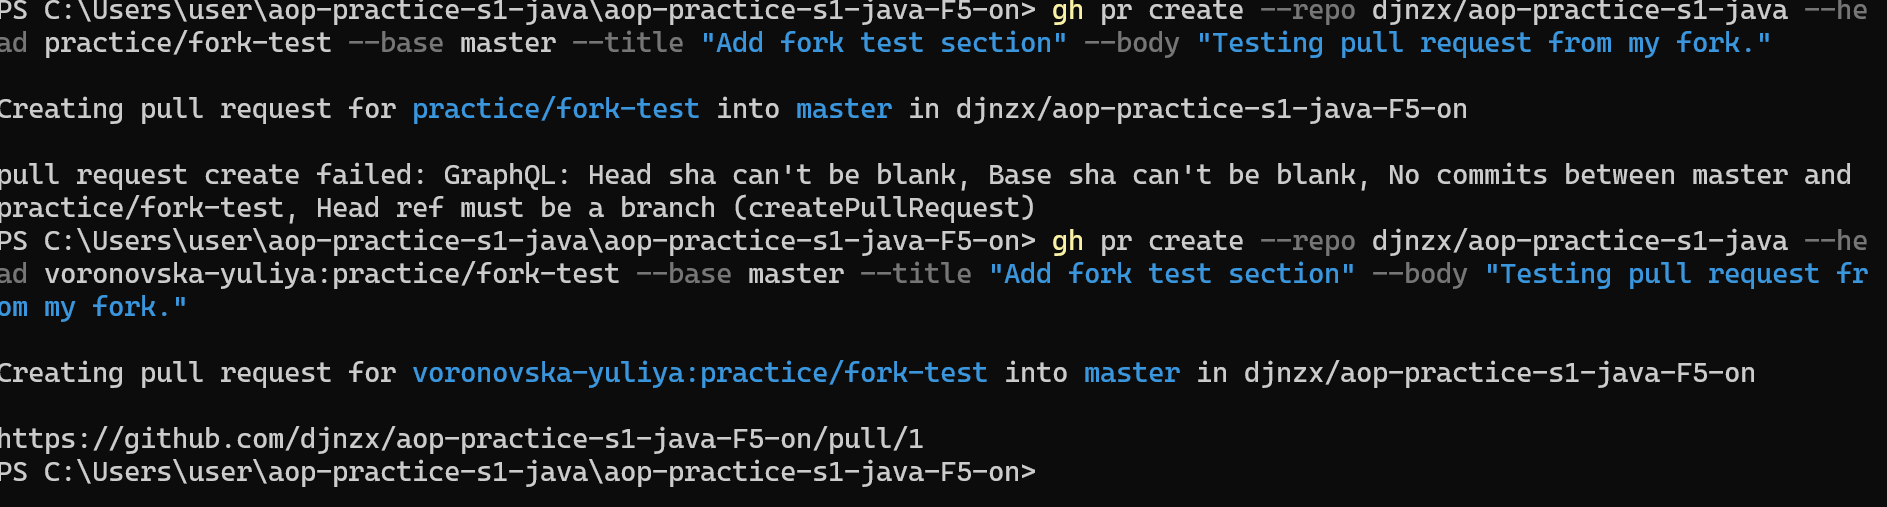 PS C:\Users\user\aop-practice-s1-java\aop-practice-s1-java-F5-on> gh pr create --repo djnzx/aop-practice-s1-java --he
ad practice/fork-test --base master --title "Add fork test section" --body "Testing pull request from my fork."
Creating pull request for practice/fork-test into master in djnzx/aop-practice-s1-java-F5-on
pull request create failed: GraphQL: Head sha can't be blank, Base sha can't be blank, No commits between master and
practice/fork-test, Head ref must be a branch (createPullRequest)
PS C:\Users\user\aop-practice-s1-java\aop-practice-s1-java-F5-on> gh pr create --repo djnzx/aop-practice-s1-java --he
ad voronovska-yuliya:practice/fork-test --base master --title "Add fork test section" --body "Testing pull request fr
om my fork."
Creating pull request for voronovska-yuliya:practice/fork-test into master in djnzx/aop-practice-s1-java-F5-on
https://github.com/djnzx/aop-practice-s1-java-F5-on/pull/1
PS C:\Users\user\aop-practice-s1-java\aop-practice-s1-java-F5-on>